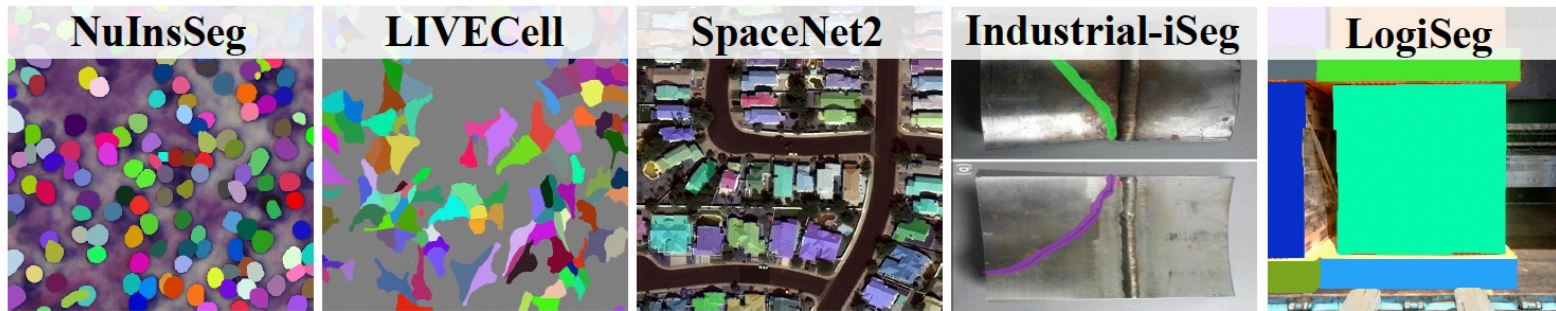 NuInsSeg
LIVECell
SpaceNet2
Industrial-iSeg
LogiSeg
(b)